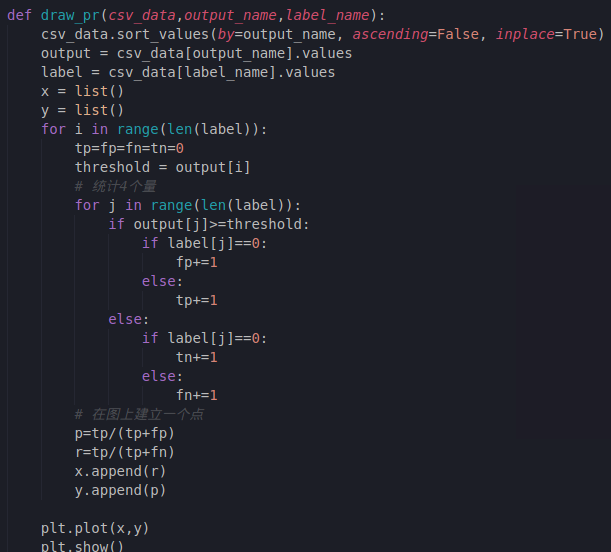 def draw_pr(csv_data,output_name,label_name):
    csv_data.sort_values(by=output_name, ascending=False, inplace=True)
    output = csv_data[output_name].values
    label = csv_data[label_name].values
    x = list()
    y = list()
    for i in range(len(label)):
        tp=fp=fn=tn=0
        threshold = output[i]
        # 统计4个量
        for j in range(len(label)):
            if output[j]>=threshold:
                if label[j]==0:
                    fp+=1
                else:
                    tp+=1
            else:
                if label[j]==0:
                    tn+=1
                else:
                    fn+=1
        # 在图上建立一个点
        p=tp/(tp+fp)
        r=tp/(tp+fn)
        x.append(r)
        y.append(p)

    plt.plot(x,y)
    plt.show()